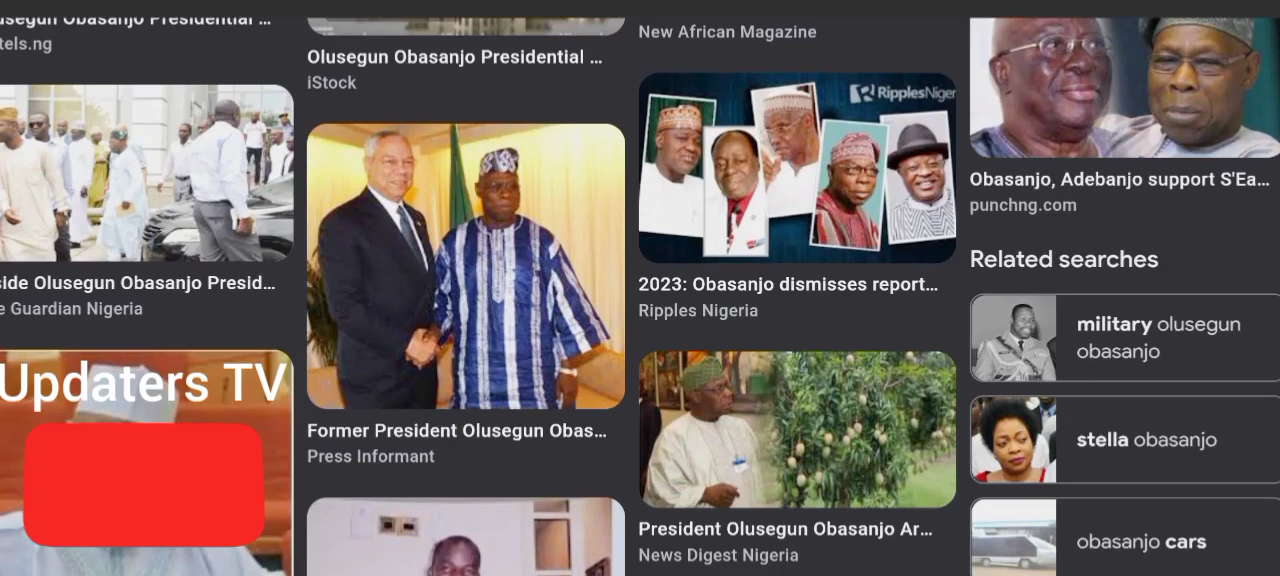 Olusegun Obasanjo Presidential ...
tels.ng
side Olusegun Obasanjo Presid...
e Guardian Nigeria
Updaters TV
Olusegun Obasanjo Presidential ...
iStock
Former President Olusegun Obas...
Press Informant
New African Magazine
RipplesNiger
2023: Obasanjo dismisses report...
Ripples Nigeria
President Olusegun Obasanjo Ar...
News Digest Nigeria
Obasanjo, Adebanjo support S'Ea...
punchng.com
Related searches
military olusegun
obasanjo
stella obasanjo
obasanjo cars